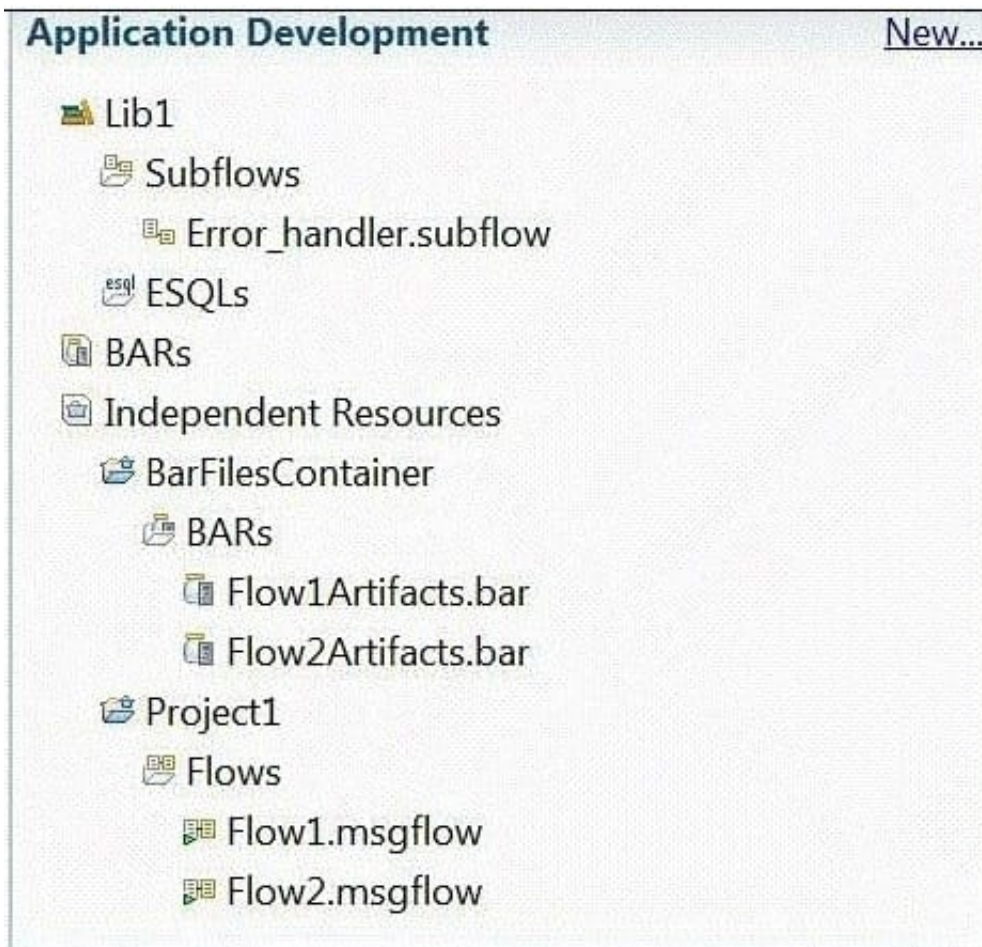 Application Development New...
Lib1
Subflows
Error_handler.subflow
esql ESQLs
BARs
Independent Resources
BarFilesContainer
BARs
Flow1Artifacts.bar
Flow2Artifacts.bar
Project1
Flows
Flow1.msgflow
Flow2.msgflow